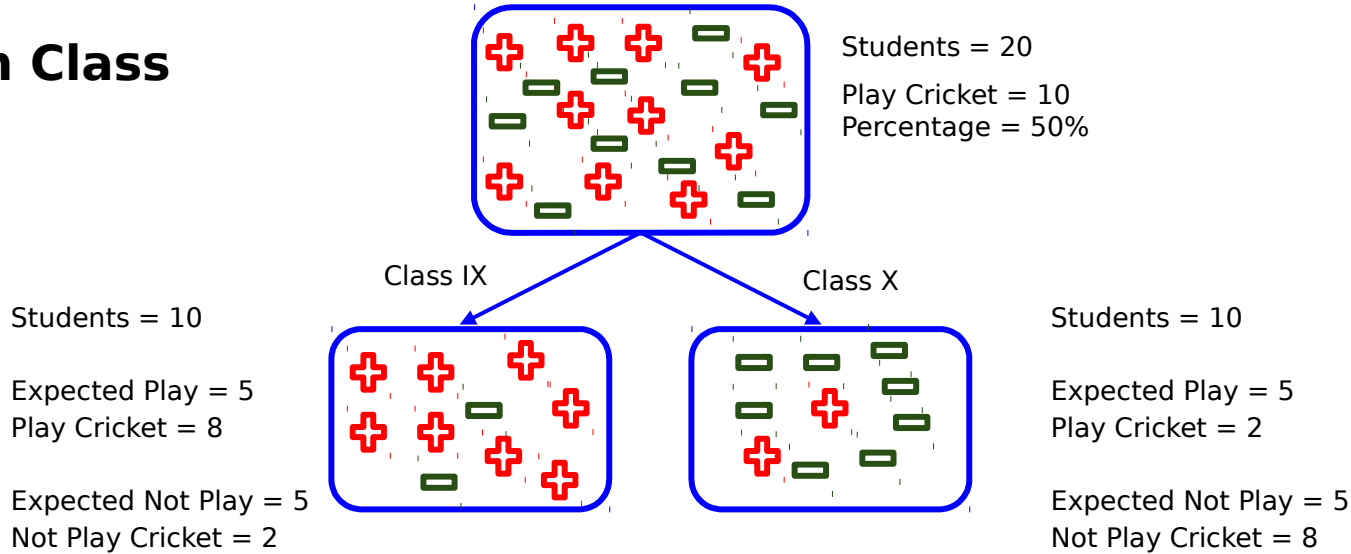 n Class
Students = 20
Play Cricket = 10
Percentage = 50%
Class IX
Class X
Students = 10
Expected Play = 5
Play Cricket = 8
Expected Not Play = 5
Not Play Cricket = 2
Students = 10
Expected Play = 5
Play Cricket = 2
Expected Not Play = 5
Not Play Cricket = 8